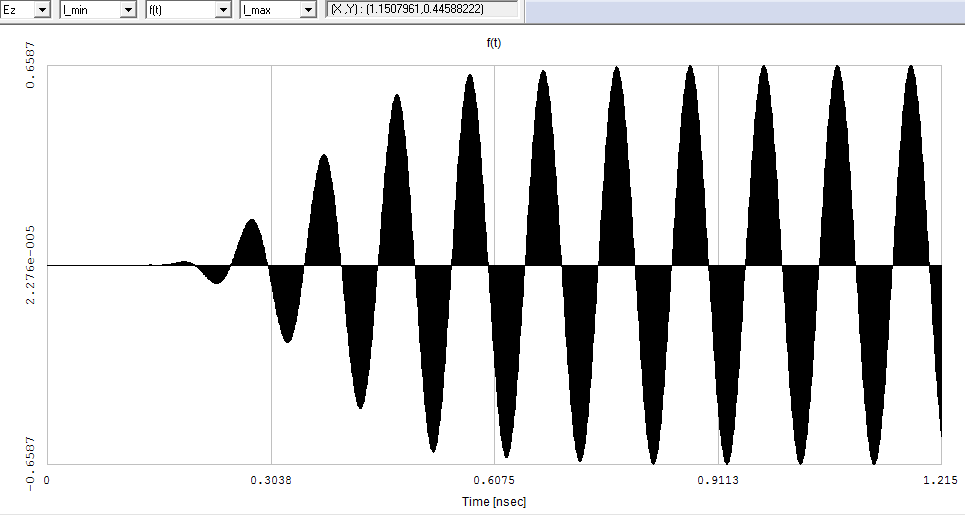 Ez I_min f(t) I_max (X ,Y) : (1.1507961,0.44588222)
f(t)
0.6587
2.276e-005
-0.6587
0 0.3038 0.6075 0.9113 1.215
Time [nsec]